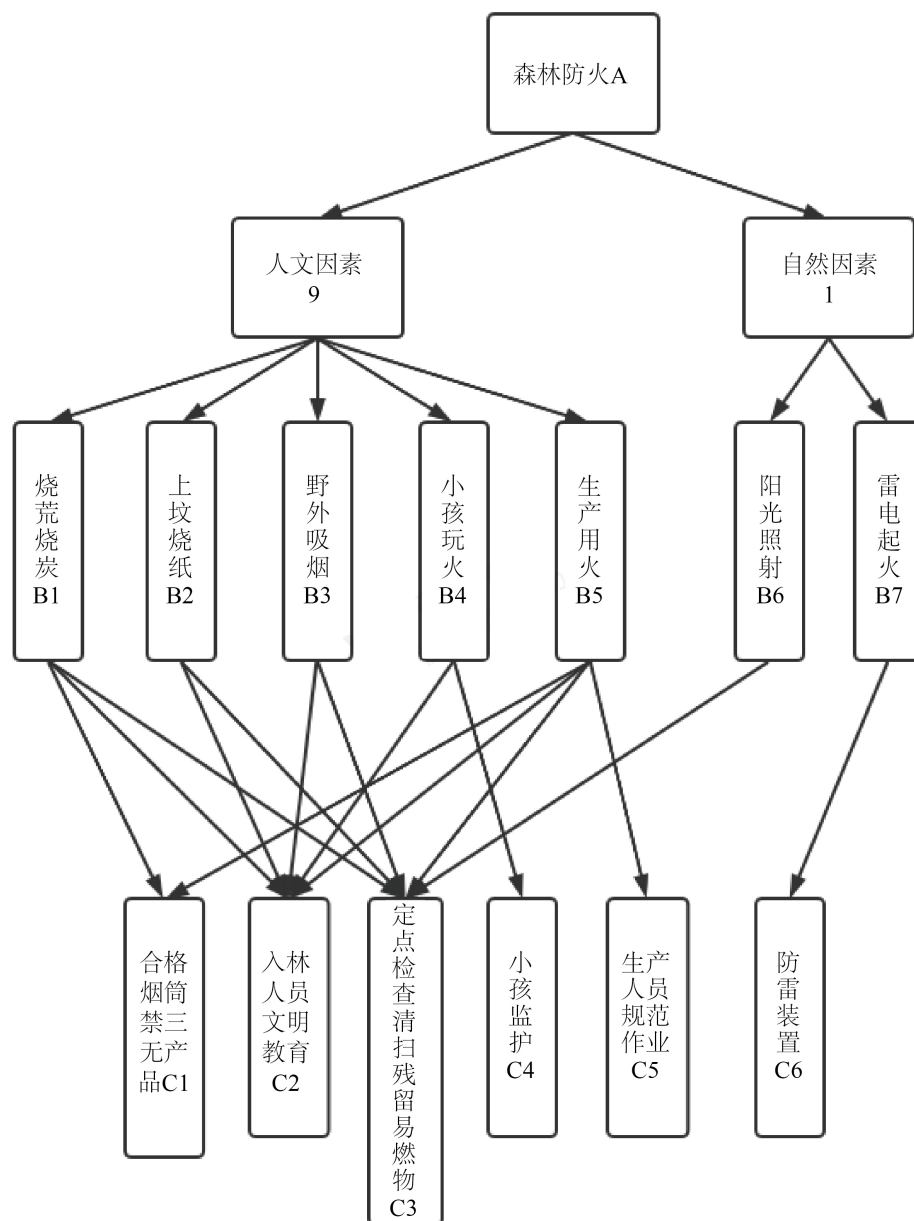 森林防火A
人文因素
9
自然因素
1
烧
荒
烧
炭
B1
上
坟
烧
纸
B2
野
外
吸
烟
B3
小
孩
玩
火
B4
生
产
用
火
B5
阳
光
照
射
B6
雷
电
起
火
B7
合格
烟筒
禁三
无产
品C1
入林
人员
文明
教育
C2
定
点
检
查
清
扫
残
留
易
燃
物
C3
小
孩
监
护
C4
生产
人员
规范
作业
C5
防
雷
装
置
C6